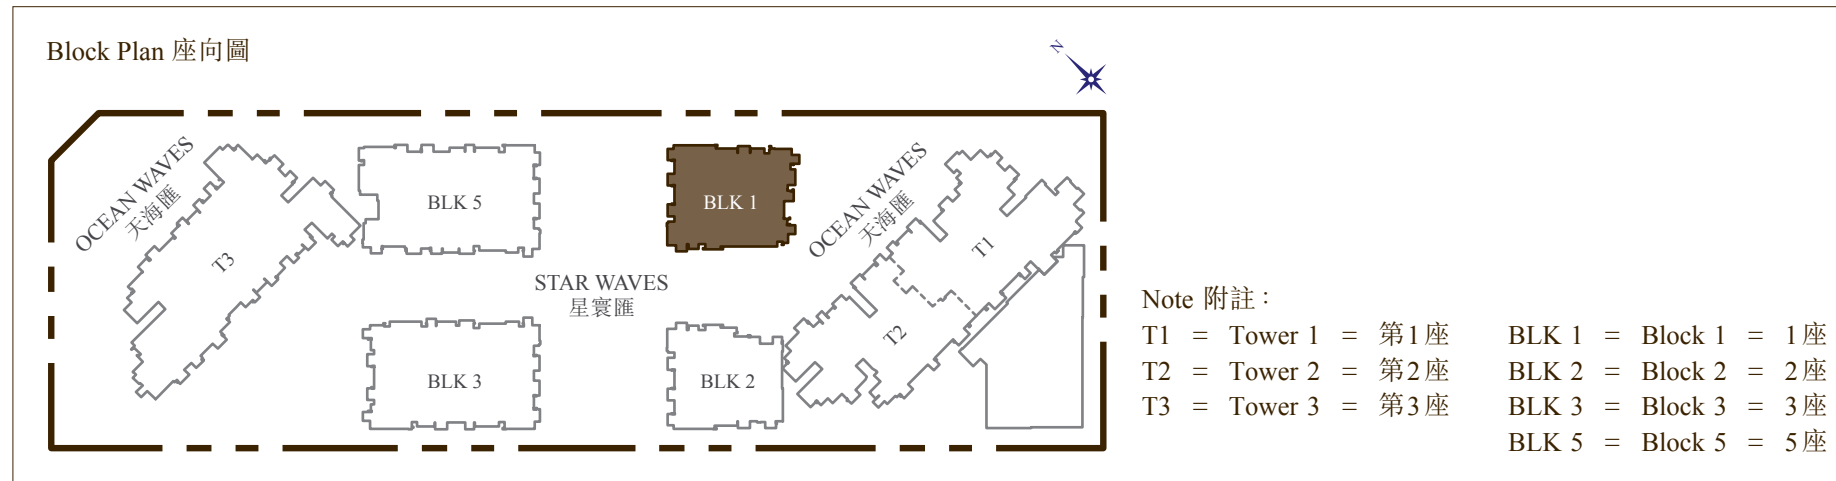 Block Plan 座向圖
N
OCEAN WAVES
天海匯
T3
BLK 5
BLK 1
OCEAN WAVES
天海匯
T1
STAR WAVES
星寰匯
T2
BLK 3
BLK 2
Note 附註：
T1 = Tower 1 = 第1座 BLK 1 = Block 1 = 1座
T2 = Tower 2 = 第2座 BLK 2 = Block 2 = 2座
T3 = Tower 3 = 第3座 BLK 3 = Block 3 = 3座
BLK 5 = Block 5 = 5座